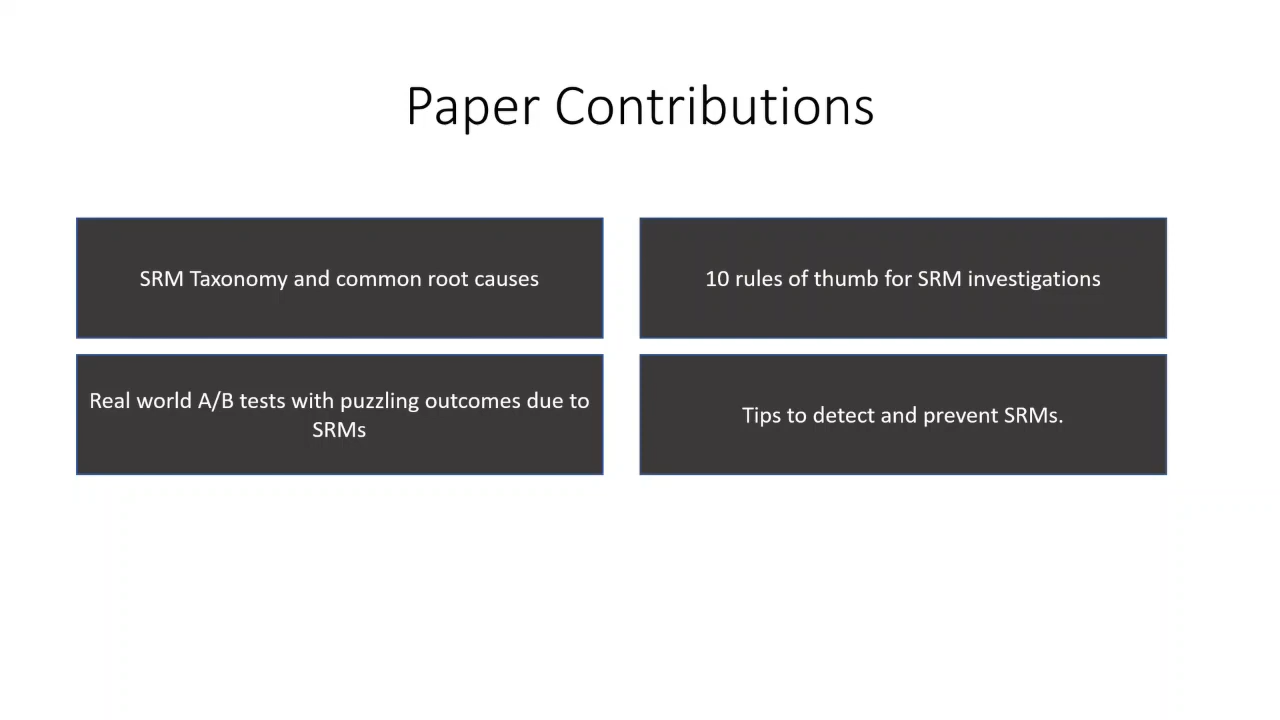 Paper Contributions
SRM Taxonomy and common root causes
10 rules of thumb for SRM investigations
Real world A/B tests with puzzling outcomes due to
SRMs
Tips to detect and prevent SRMs.